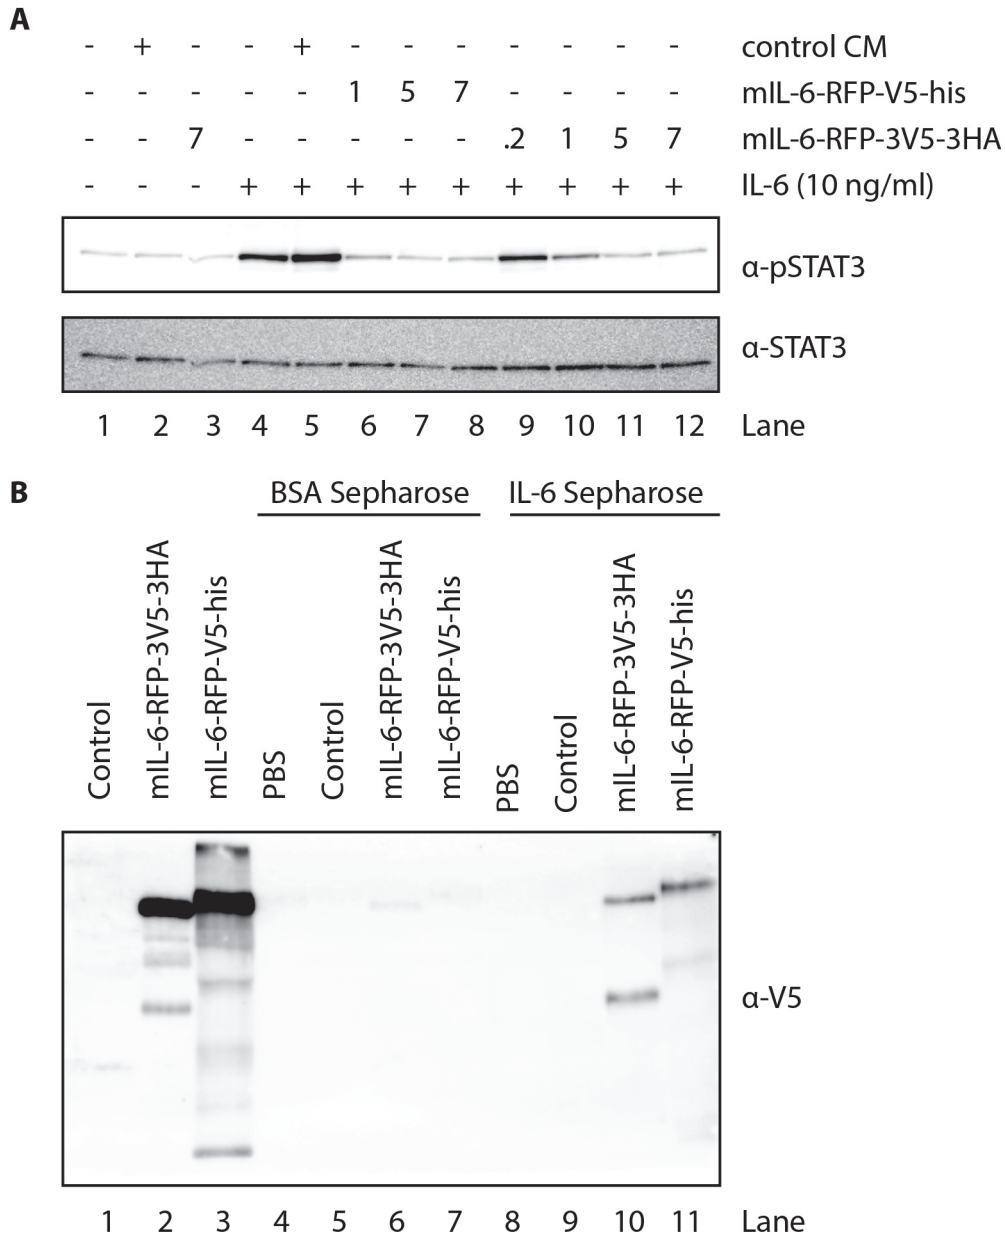 A
- + - - + - - - - - - - control CM
- - - - - 1 5 7 - - - - mIL-6-RFP-V5-his
- - 7 - - - - - .2 1 5 7 mIL-6-RFP-3V5-3HA
- - - + + + + + + + + + IL-6 (10 ng/ml)
α-pSTAT3
α-STAT3
1 2 3 4 5 6 7 8 9 10 11 12 Lane
B
BSA Sepharose IL-6 Sepharose
Control
mIL-6-RFP-3V5-3HA
mIL-6-RFP-V5-his
PBS
Control
mIL-6-RFP-3V5-3HA
mIL-6-RFP-V5-his
PBS
Control
mIL-6-RFP-3V5-3HA
mIL-6-RFP-V5-his
α-V5
1 2 3 4 5 6 7 8 9 10 11 Lane